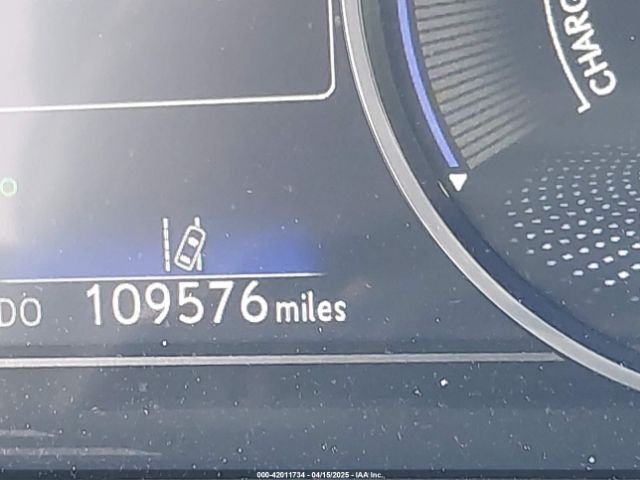 CHARG
DO 109576 miles
000-42011734 - 04/15/2025 - IAA Inc.